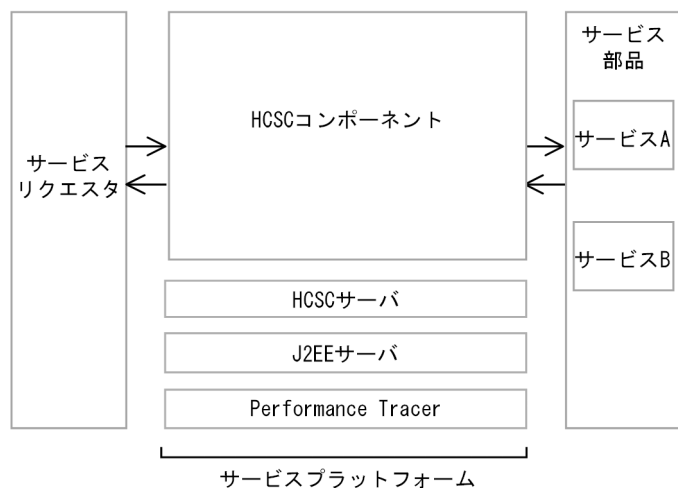 サービス
リクエスタ
HCSCコンポーネント
HCSCサーバ
J2EEサーバ
Performance Tracer
サービスプラットフォーム
サービス
部品
サービスA
サービスB